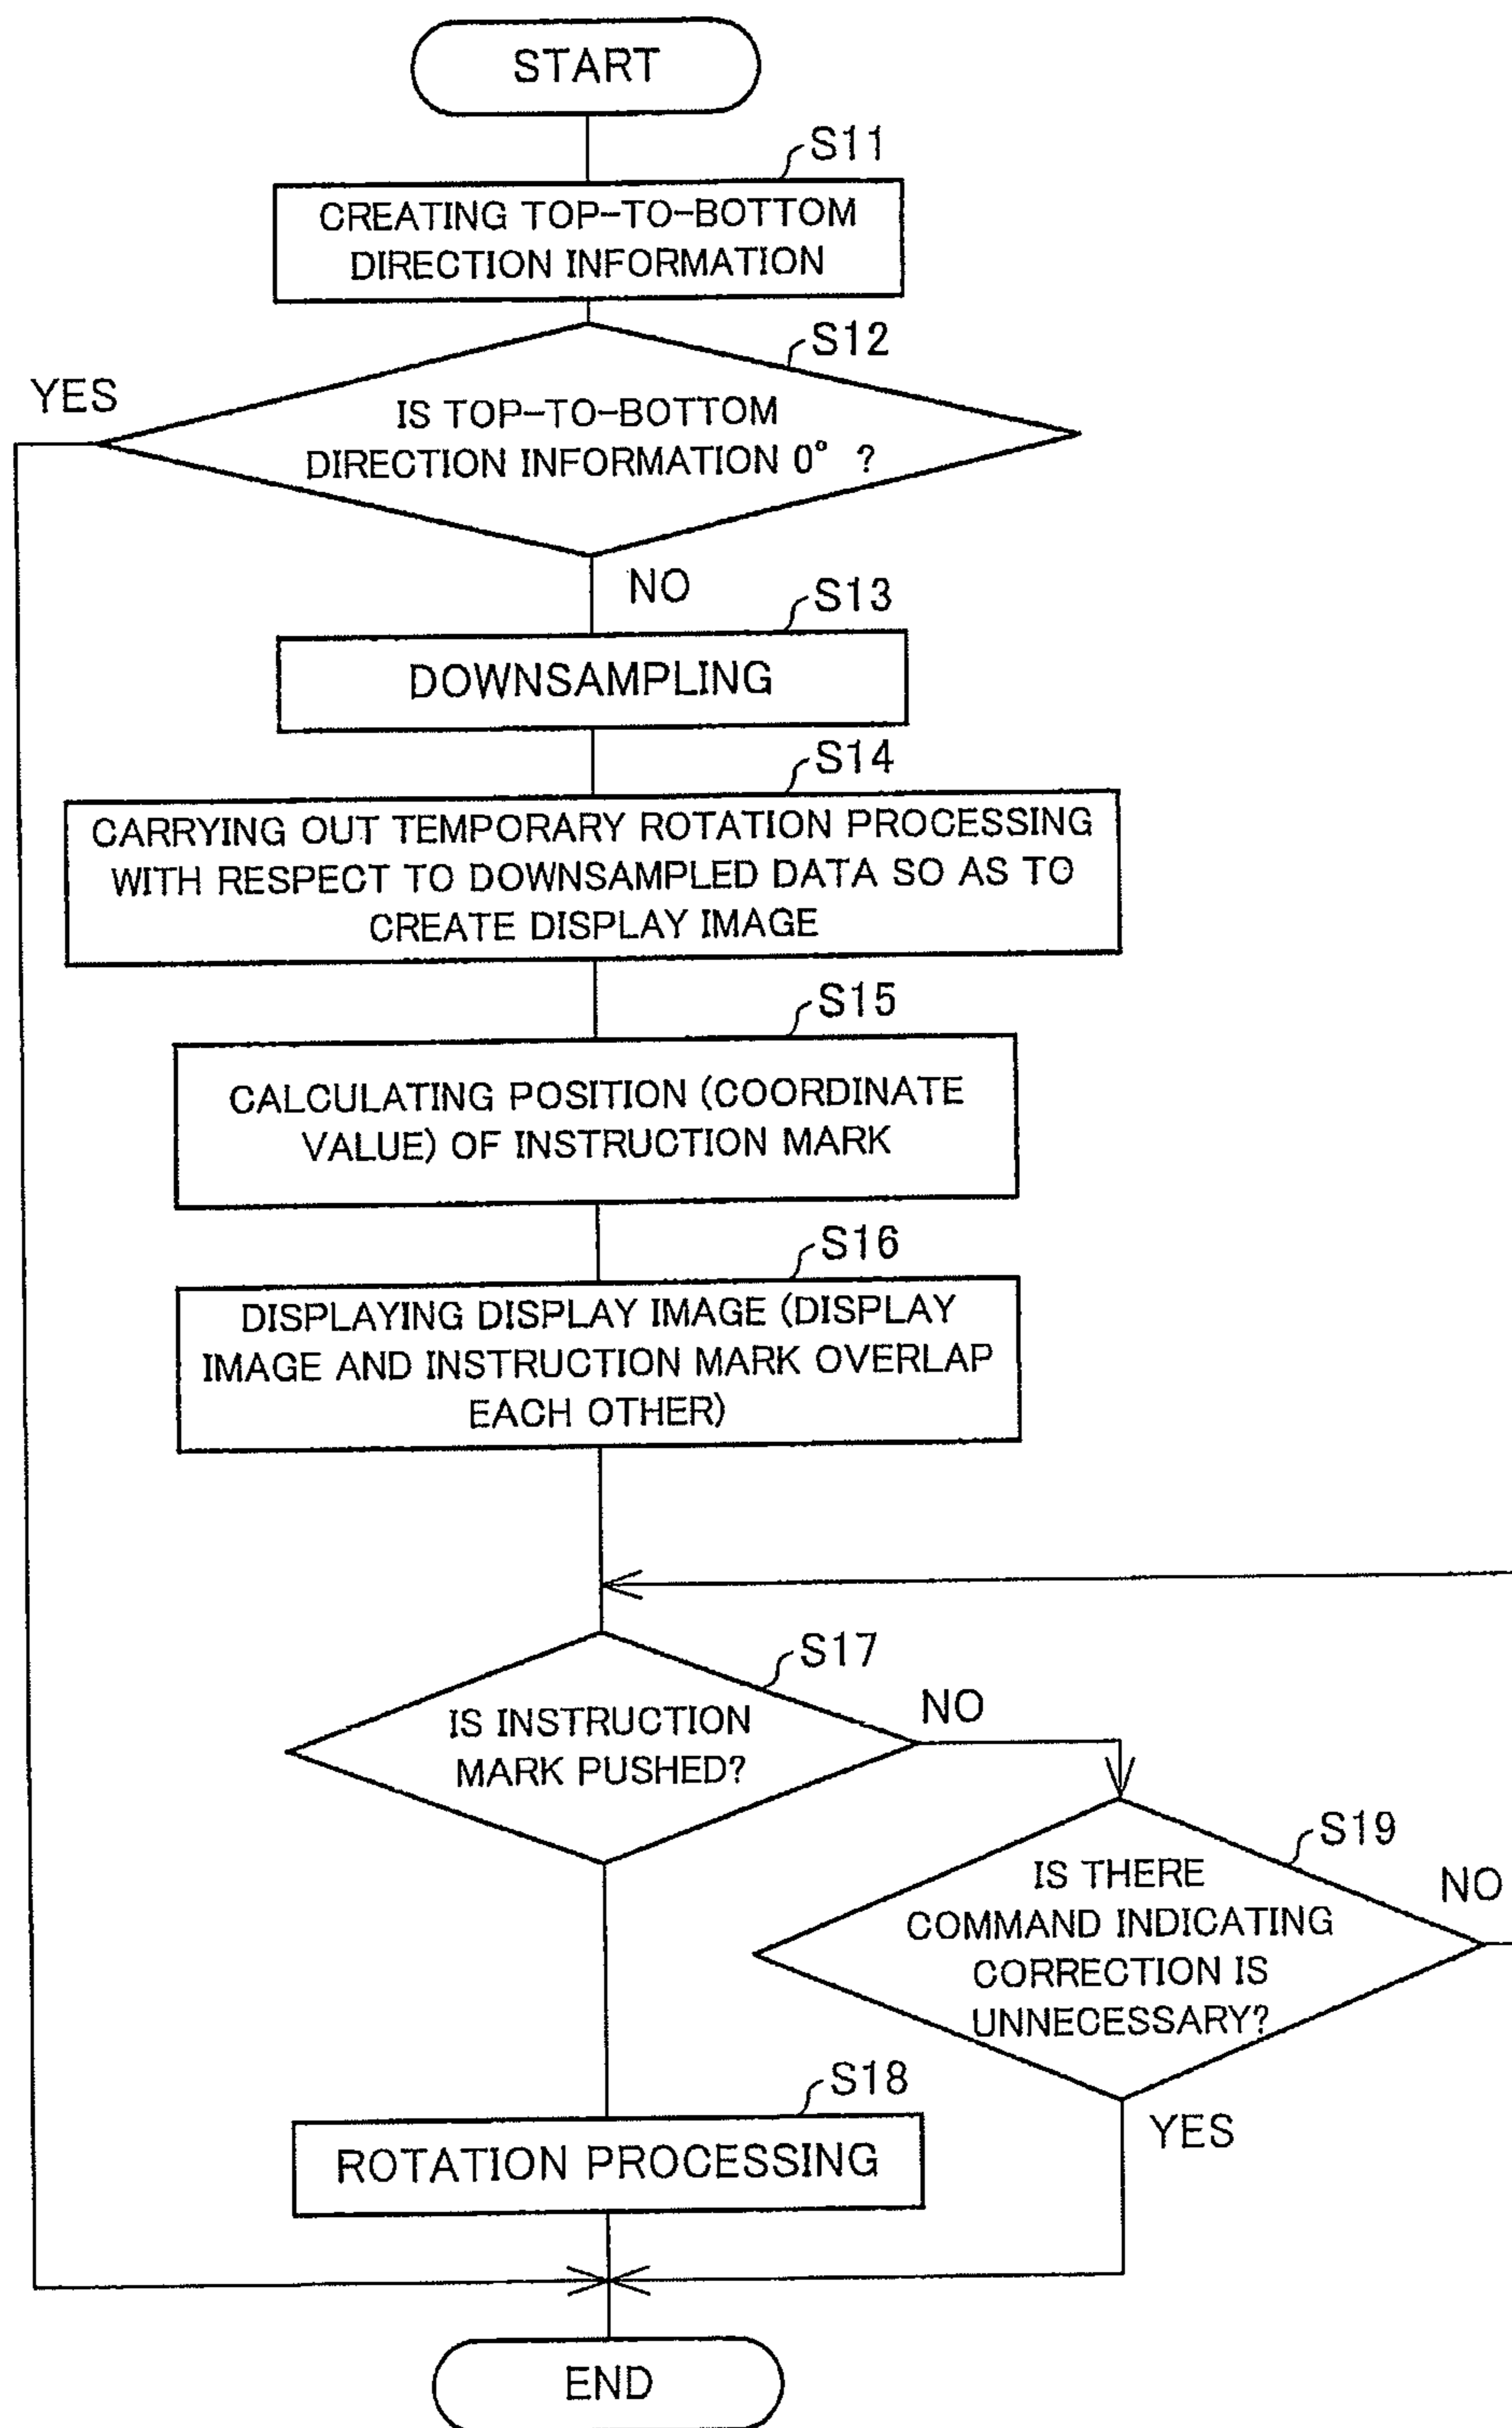 START
S11
CREATING TOP-TO-BOTTOM
DIRECTION INFORMATION
S12
YES
IS TOP-TO-BOTTOM
DIRECTION INFORMATION 0° ?
NO
S13
DOWNSAMPLING
S14
CARRYING OUT TEMPORARY ROTATION PROCESSING
WITH RESPECT TO DOWNSAMPLED DATA SO AS TO
CREATE DISPLAY IMAGE
S15
CALCULATING POSITION (COORDINATE
VALUE) OF INSTRUCTION MARK
S16
DISPLAYING DISPLAY IMAGE (DISPLAY
IMAGE AND INSTRUCTION MARK OVERLAP
EACH OTHER)
S17
NO
IS INSTRUCTION
MARK PUSHED?
S19
IS THERE
COMMAND INDICATING
CORRECTION IS
UNNECESSARY?
NO
YES
S18
ROTATION PROCESSING
END